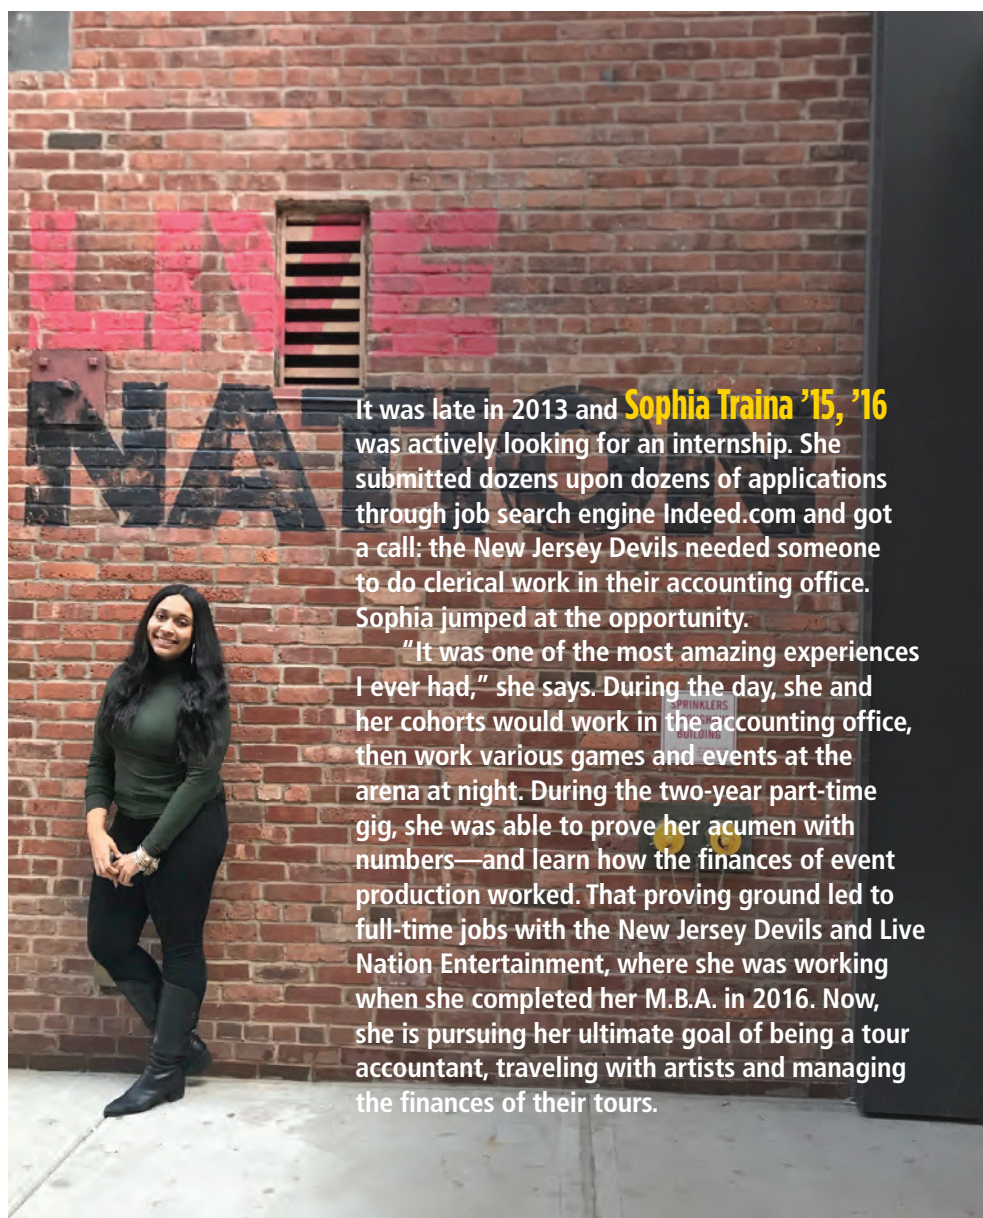 LIVE
NATION
It was late in 2013 and Sophia Traina ’15, ’16
was actively looking for an internship. She
submitted dozens upon dozens of applications
through job search engine Indeed.com and got
a call: the New Jersey Devils needed someone
to do clerical work in their accounting office.
Sophia jumped at the opportunity.
“It was one of the most amazing experiences
I ever had,” she says. During the day, she and
her cohorts would work in the accounting office,
then work various games and events at the
arena at night. During the two-year part-time
gig, she was able to prove her acumen with
numbers—and learn how the finances of event
production worked. That proving ground led to
full-time jobs with the New Jersey Devils and Live
Nation Entertainment, where she was working
when she completed her M.B.A. in 2016. Now,
she is pursuing her ultimate goal of being a tour
accountant, traveling with artists and managing
the finances of their tours.
SPRINKLERS
BUILDING